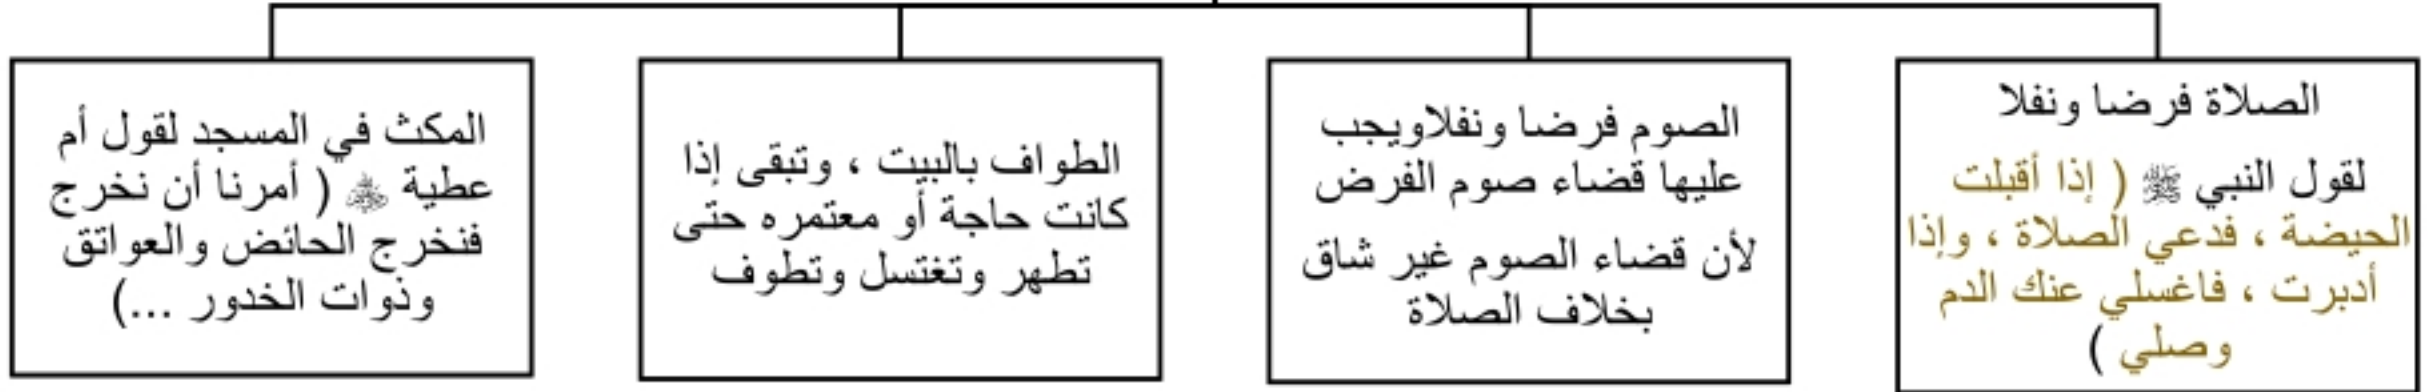 الصلاة فرضا ونفلا
لقول النبي ﷺ ( إذا أقبلت
الحيضة ، فدعي الصلاة ، وإذا
أدبرت ، فاغسلي عنك الدم
وصلي )
الصوم فرضا ونفلاويجب
عليها قضاء صوم الفرض
لأن قضاء الصوم غير شاق
بخلاف الصلاة
الطواف بالبيت ، وتبقى إذا
كانت حاجة أو معتمره حتى
تطهر وتغتسل وتطوف
المكث في المسجد لقول أم
عطية ( أمرنا أن نخرج
فنخرج الحائض والعواتق
وذوات الخدور ...)